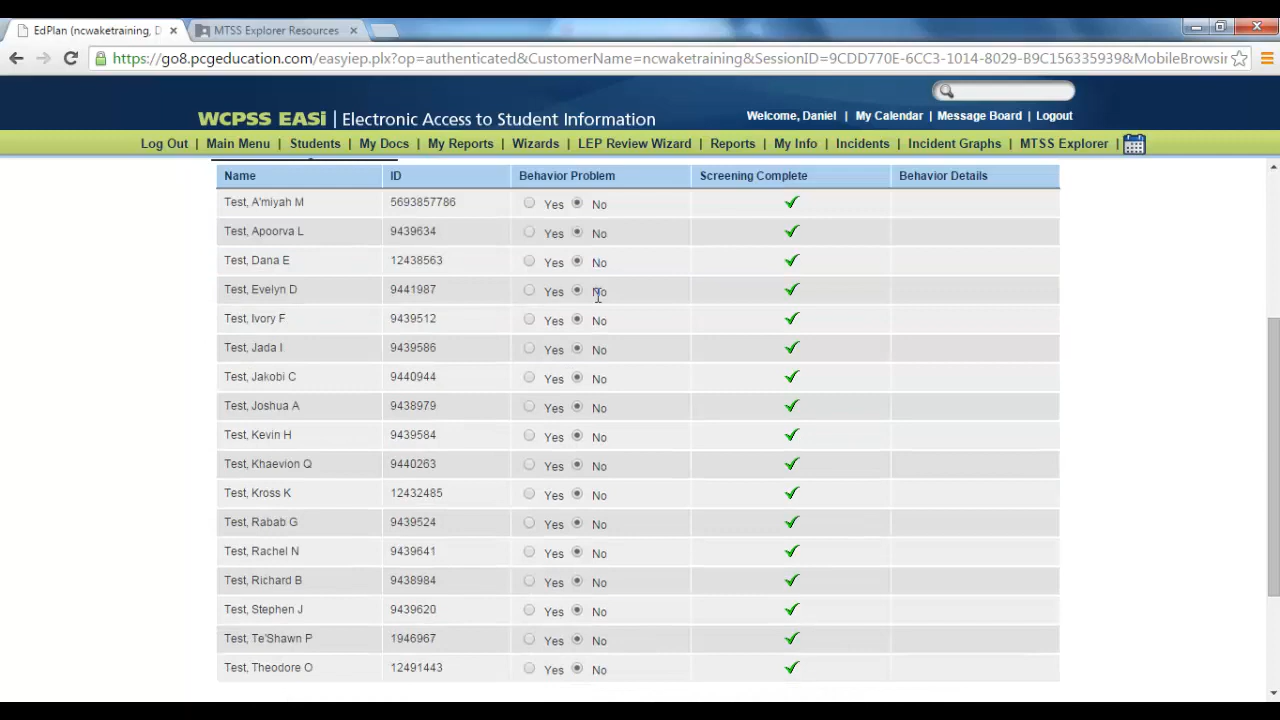 EdPlan (ncwaketraining, D
MTSS Explorer Resources
https://go8.pcgeducation.com/easyiep.plx?op=authenticated&CustomerName=ncwaketraining&SessionID=9CDD770E-6CC3-1014-8029-B9C156335939&MobileBrowsin
WCPSS EASi | Electronic Access to Student Information
Welcome, Daniel | My Calendar | Message Board | Logout
Log Out | Main Menu | Students | My Docs | My Reports | Wizards | LEP Review Wizard | Reports | My Info | Incidents | Incident Graphs | MTSS Explorer |
Name ID Behavior Problem Screening Complete Behavior Details
Test, A'miyah M 5693857786 Yes No
Test, Apoorva L 9439634 Yes No
Test, Dana E 12438563 Yes No
Test, Evelyn D 9441987 Yes No
Test, Ivory F 9439512 Yes No
Test, Jada I 9439586 Yes No
Test, Jakobi C 9440944 Yes No
Test, Joshua A 9438979 Yes No
Test, Kevin H 9439584 Yes No
Test, Khaevion Q 9440263 Yes No
Test, Kross K 12432485 Yes No
Test, Rabab G 9439524 Yes No
Test, Rachel N 9439641 Yes No
Test, Richard B 9438984 Yes No
Test, Stephen J 9439620 Yes No
Test, Te'Shawn P 1946967 Yes No
Test, Theodore O 12491443 Yes No